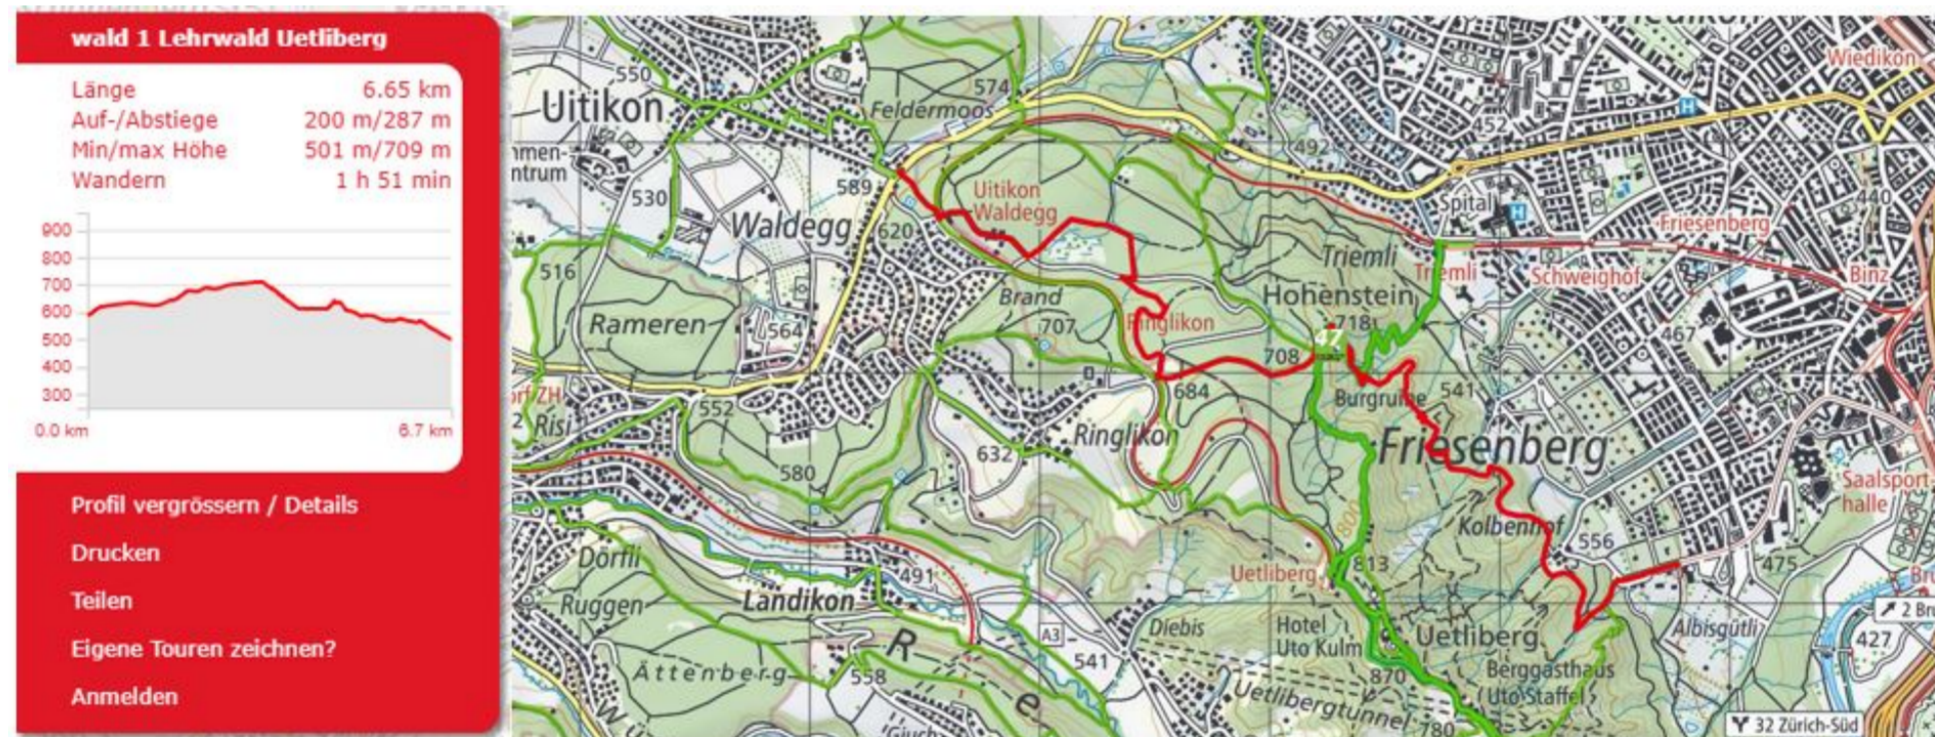 wald 1 Lehrwald Uetliberg
Länge 6.65 km
Auf-/Abstiege 200 m/287 m
Min/max Höhe 501 m/709 m
Wandern 1 h 51 min
900
800
700
600
500
400
300
0.0 km 6.7 km
Profil vergrössern / Details
Drucken
Teilen
Eigene Touren zeichnen?
Anmelden
Wiedikon
550
574
Uitikon
Feldermoos
452
492
ntrum
589
530
Uitikon
Waldegg
Spital
440
Waldegg
620
Friesenberg
516
Triemli
Triemli
Schweighof
Binz
Brand
Hohenstein
Rameren
564
707
Ringlikon
718
467
47
708
684
541
Burgruine
552
Risi
Ringlikon
Friesenberg
632
580
Saalsport-
halle
800
Kolbenhof
556
Dörfli
491
Uetliberg
813
475
Ruggen
Landikon
2 Bru
A3
Diebis
Hotel
Uto Kulm
Uetliberg
Albisgütli
427
R
541
Ättenberg
558
870
Berggasthaus
Uto Staffel
e
Uetlibergtunnel
780
32 Zürich-Süd